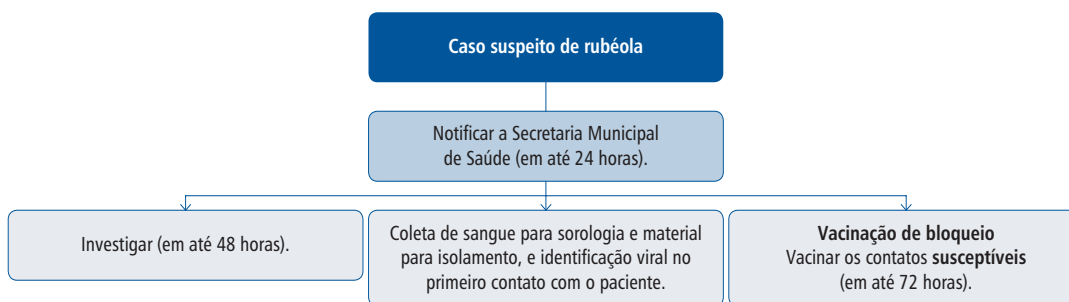 Caso suspeito de rubéola
Notificar a Secretaria Municipal
de Saúde (em até 24 horas).
Investigar (em até 48 horas).
Coleta de sangue para sorologia e material
para isolamento, e identificação viral no
primeiro contato com o paciente.
Vacinação de bloqueio
Vacinar os contatos susceptíveis
(em até 72 horas).